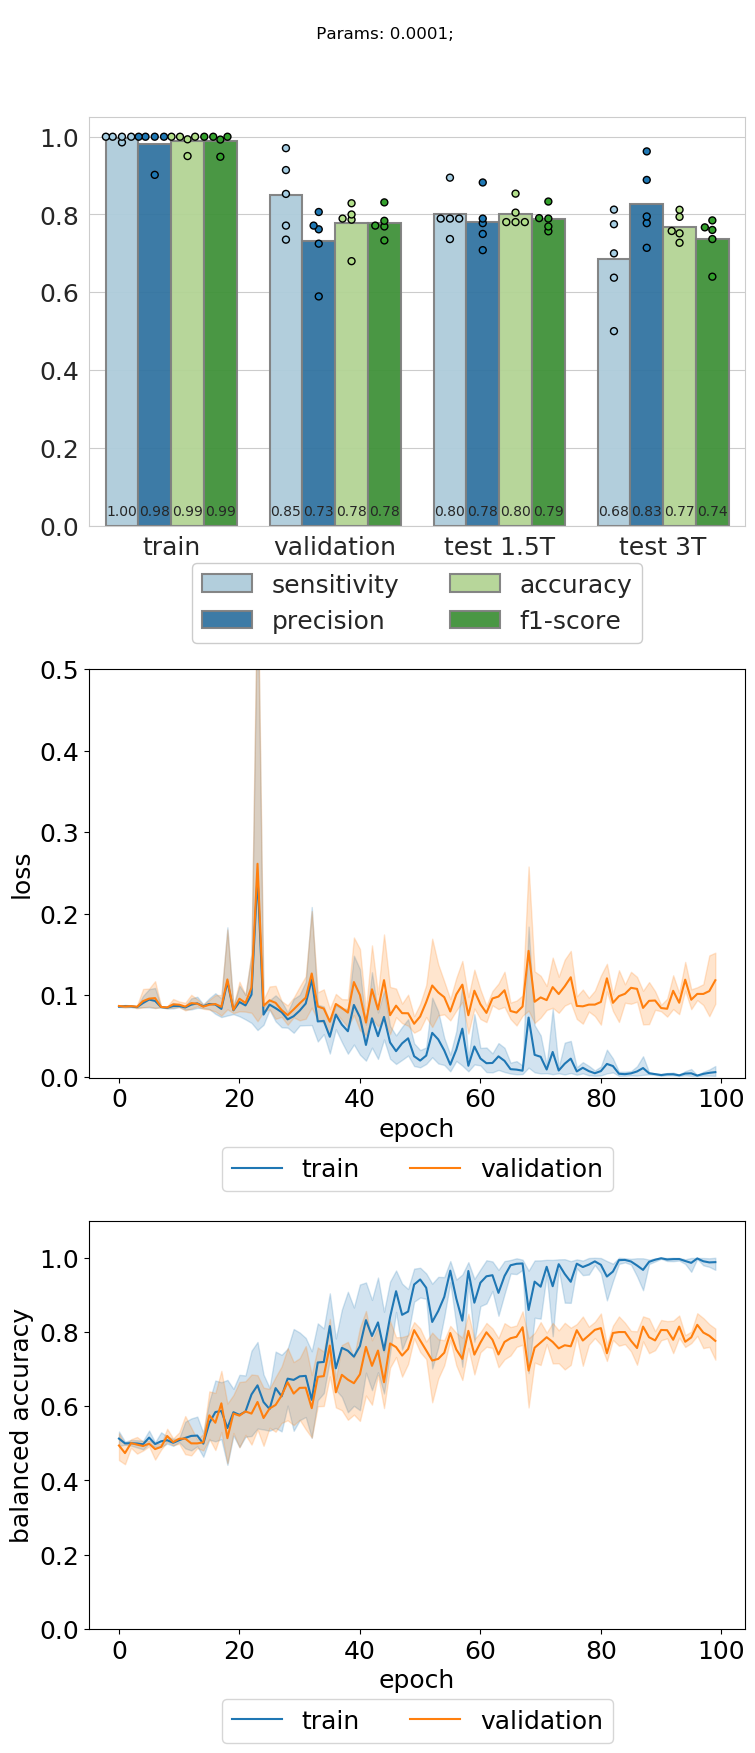 Params: 0.0001;
1.0
0.8
0.6
0.4
0.2
0.0
1.00 0.98 0.99 0.99 0.85 0.73 0.78 0.78 0.80 0.78 0.80 0.79 0.68 0.83 0.77 0.74
train validation test 1.5T test 3T
sensitivity accuracy
precision f1-score
0.5
0.4
0.3
loss
0.2
0.1
0.0
0 20 40 60 80 100
epoch
train validation
1.0
0.8
0.6
balanced accuracy
0.4
0.2
0.0
0 20 40 60 80 100
epoch
train validation